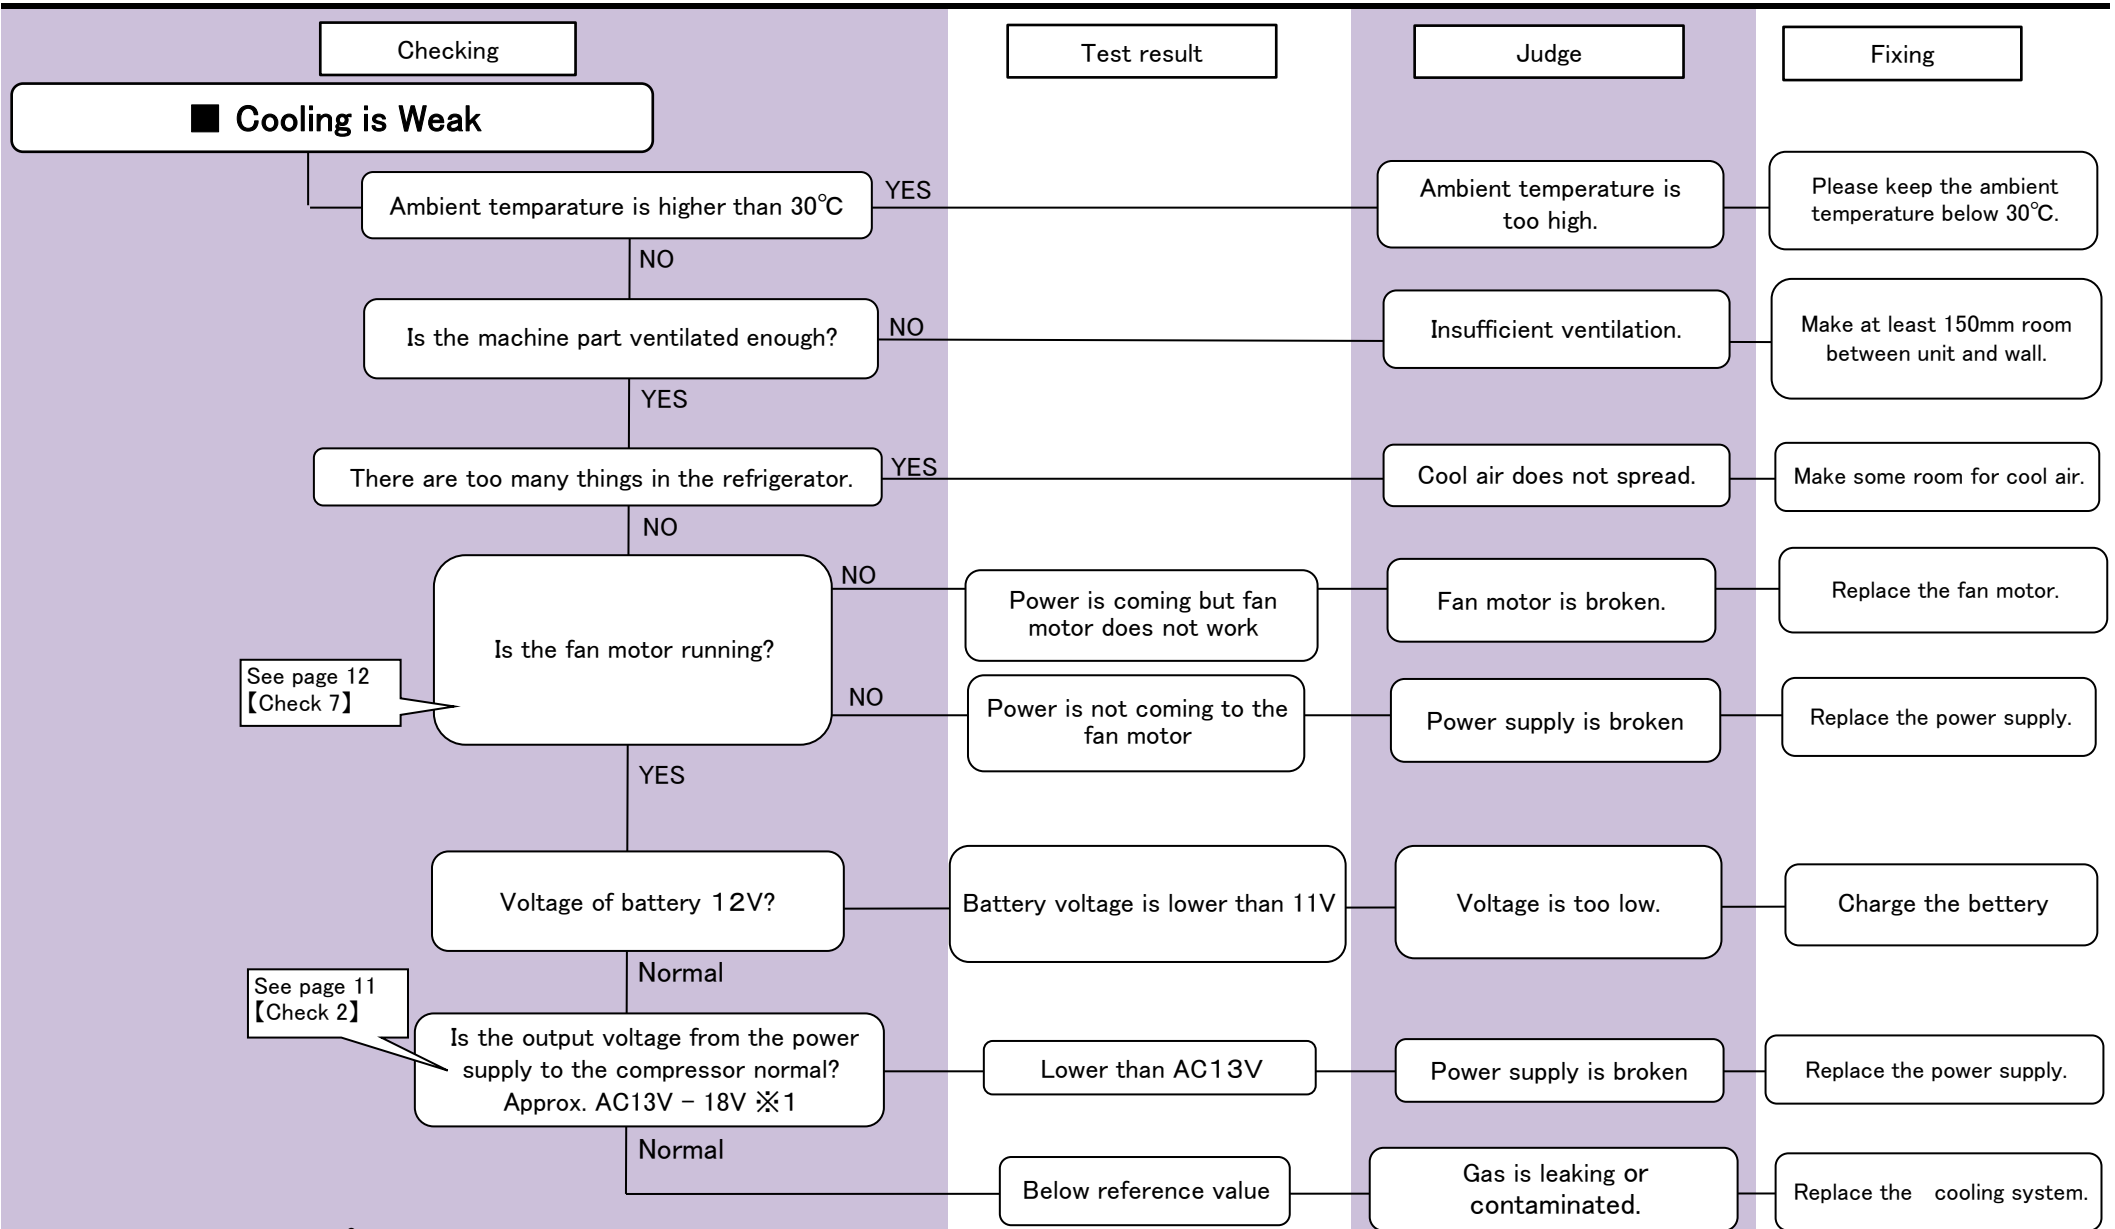 Checking
Test result
Judge
Fixing
■ Cooling is Weak
Ambient temparature is higher than 30℃
YES
Ambient temperature is
too high.
Please keep the ambient
temperature below 30℃.
NO
Is the machine part ventilated enough?
NO
Insufficient ventilation.
Make at least 150mm room
between unit and wall.
YES
There are too many things in the refrigerator.
YES
Cool air does not spread.
Make some room for cool air.
NO
Is the fan motor running?
See page 12
【Check 7】
NO
Power is coming but fan
motor does not work
Fan motor is broken.
Replace the fan motor.
NO
Power is not coming to the
fan motor
Power supply is broken
Replace the power supply.
YES
Voltage of battery 12V?
Battery voltage is lower than 11V
Voltage is too low.
Charge the bettery
Normal
See page 11
【Check 2】
Is the output voltage from the power
supply to the compressor normal?
Approx. AC13V - 18V ※1
Lower than AC13V
Power supply is broken
Replace the power supply.
Normal
Below reference value
Gas is leaking or
contaminated.
Replace the cooling system.